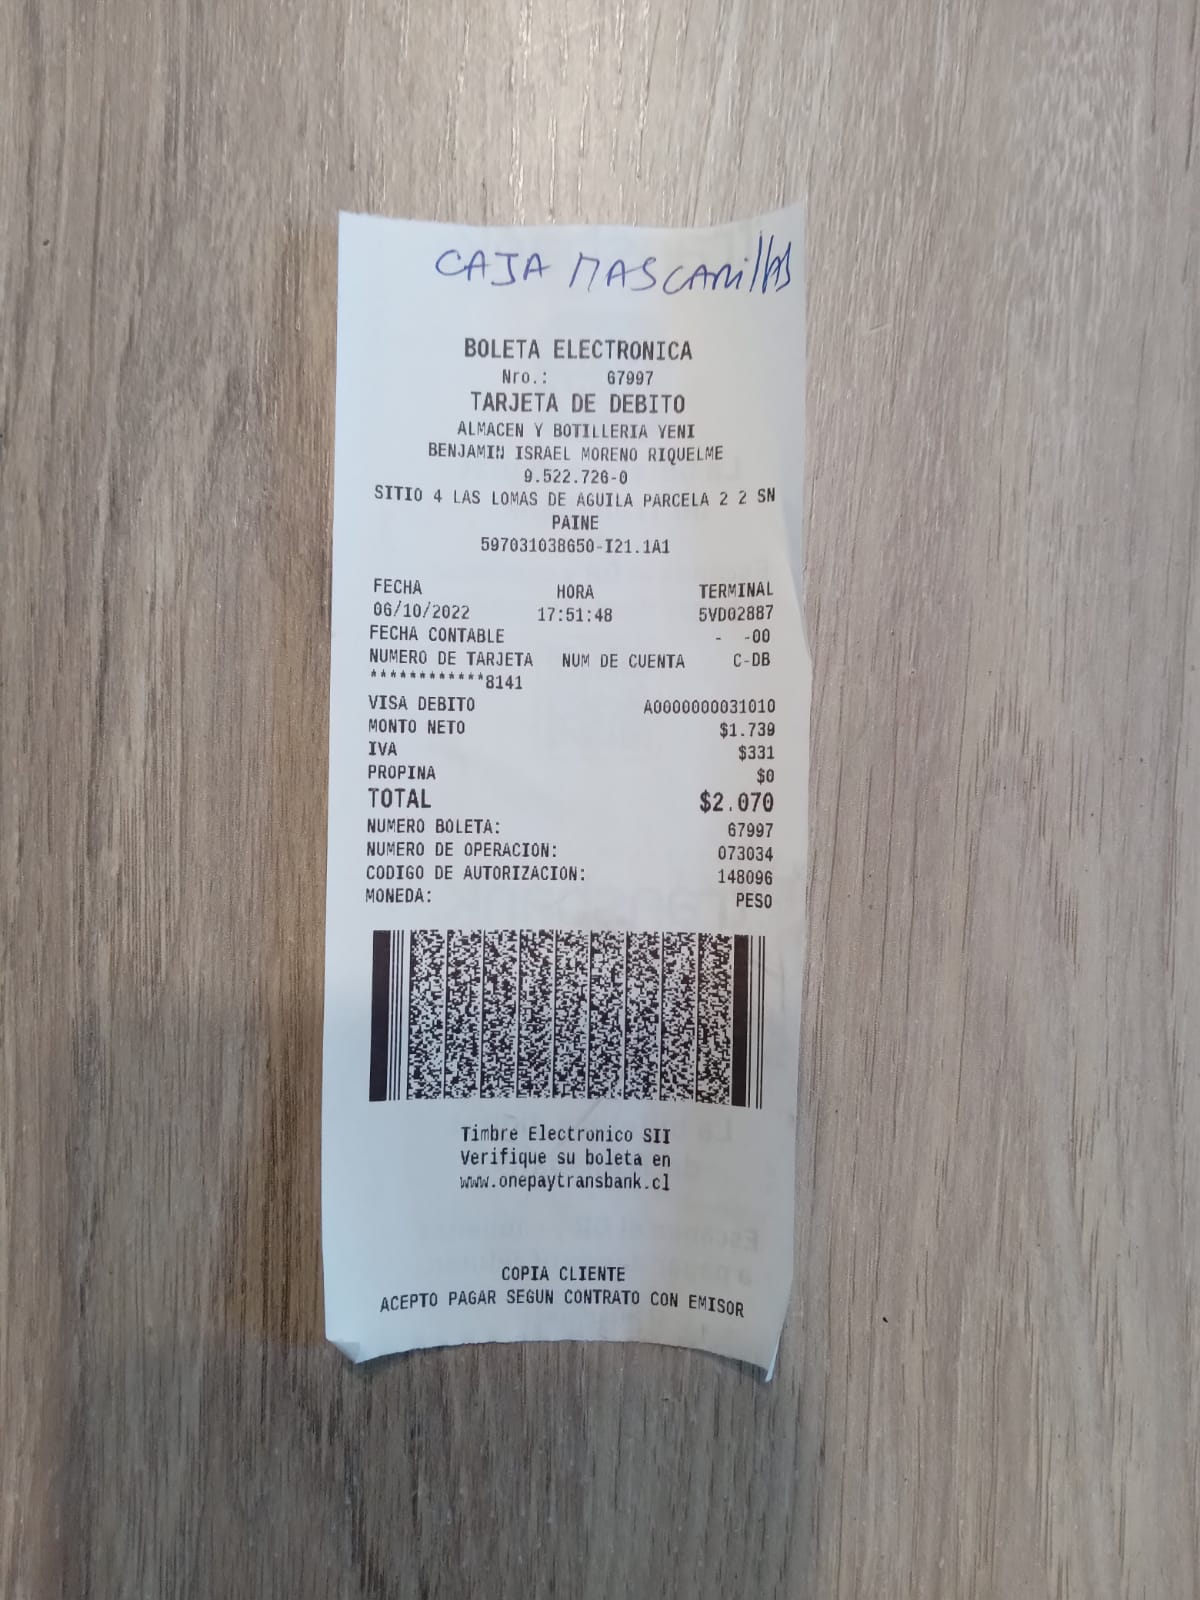 CAJA MASCARillAS
BOLETA ELECTRONICA
Nro.: 67997
TARJETA DE DEBITO
ALMACEN Y BOTILLERIA YENI
BENJAMIN ISRAEL MORENO RIQUELME
9.522.726-0
SITIO 4 LAS LOMAS DE AGUILA PARCELA 2 2 SN
PAINE
597031038650-I21.1A1
FECHA HORA TERMINAL
06/10/2022 17:51:48 5VD02887
FECHA CONTABLE - -00
NUMERO DE TARJETA NUM DE CUENTA C-DB
************8141
VISA DEBITO A0000000031010
MONTO NETO $1.739
IVA $331
PROPINA $0
TOTAL $2.070
NUMERO BOLETA: 67997
NUMERO DE OPERACION: 073034
CODIGO DE AUTORIZACION: 148096
MONEDA: PESO
Timbre Electronico SII
Verifique su boleta en
www.onepaytransbank.cl
COPIA CLIENTE
ACEPTO PAGAR SEGUN CONTRATO CON EMISOR